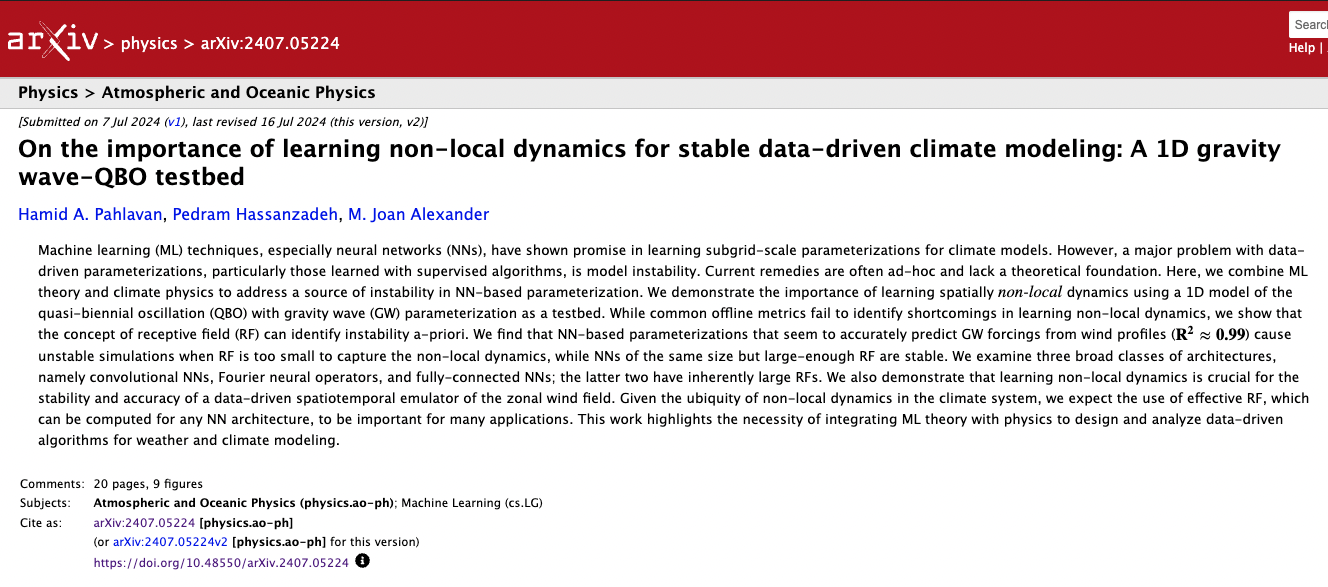 arXiv > physics > arXiv:2407.05224
Search
Help |
Physics > Atmospheric and Oceanic Physics
[Submitted on 7 Jul 2024 (v1), last revised 16 Jul 2024 (this version, v2)]
On the importance of learning non-local dynamics for stable data-driven climate modeling: A 1D gravity
wave-QBO testbed
Hamid A. Pahlavan, Pedram Hassanzadeh, M. Joan Alexander
Machine learning (ML) techniques, especially neural networks (NNs), have shown promise in learning subgrid-scale parameterizations for climate models. However, a major problem with data-
driven parameterizations, particularly those learned with supervised algorithms, is model instability. Current remedies are often ad-hoc and lack a theoretical foundation. Here, we combine ML
theory and climate physics to address a source of instability in NN-based parameterization. We demonstrate the importance of learning spatially non-local dynamics using a 1D model of the
quasi-biennial oscillation (QBO) with gravity wave (GW) parameterization as a testbed. While common offline metrics fail to identify shortcomings in learning non-local dynamics, we show that
the concept of receptive field (RF) can identify instability a-priori. We find that NN-based parameterizations that seem to accurately predict GW forcings from wind profiles (R² ≈ 0.99) cause
unstable simulations when RF is too small to capture the non-local dynamics, while NNs of the same size but large-enough RF are stable. We examine three broad classes of architectures,
namely convolutional NNs, Fourier neural operators, and fully-connected NNs; the latter two have inherently large RFs. We also demonstrate that learning non-local dynamics is crucial for the
stability and accuracy of a data-driven spatiotemporal emulator of the zonal wind field. Given the ubiquity of non-local dynamics in the climate system, we expect the use of effective RF, which
can be computed for any NN architecture, to be important for many applications. This work highlights the necessity of integrating ML theory with physics to design and analyze data-driven
algorithms for weather and climate modeling.
Comments: 20 pages, 9 figures
Subjects: Atmospheric and Oceanic Physics (physics.ao-ph); Machine Learning (cs.LG)
Cite as: arXiv:2407.05224 [physics.ao-ph]
(or arXiv:2407.05224v2 [physics.ao-ph] for this version)
https://doi.org/10.48550/arXiv.2407.05224